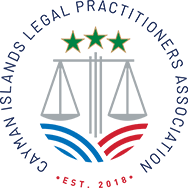 CAYMAN ISLANDS LEGAL PRACTITIONERS ASSOCIATION
•EST. 2018•